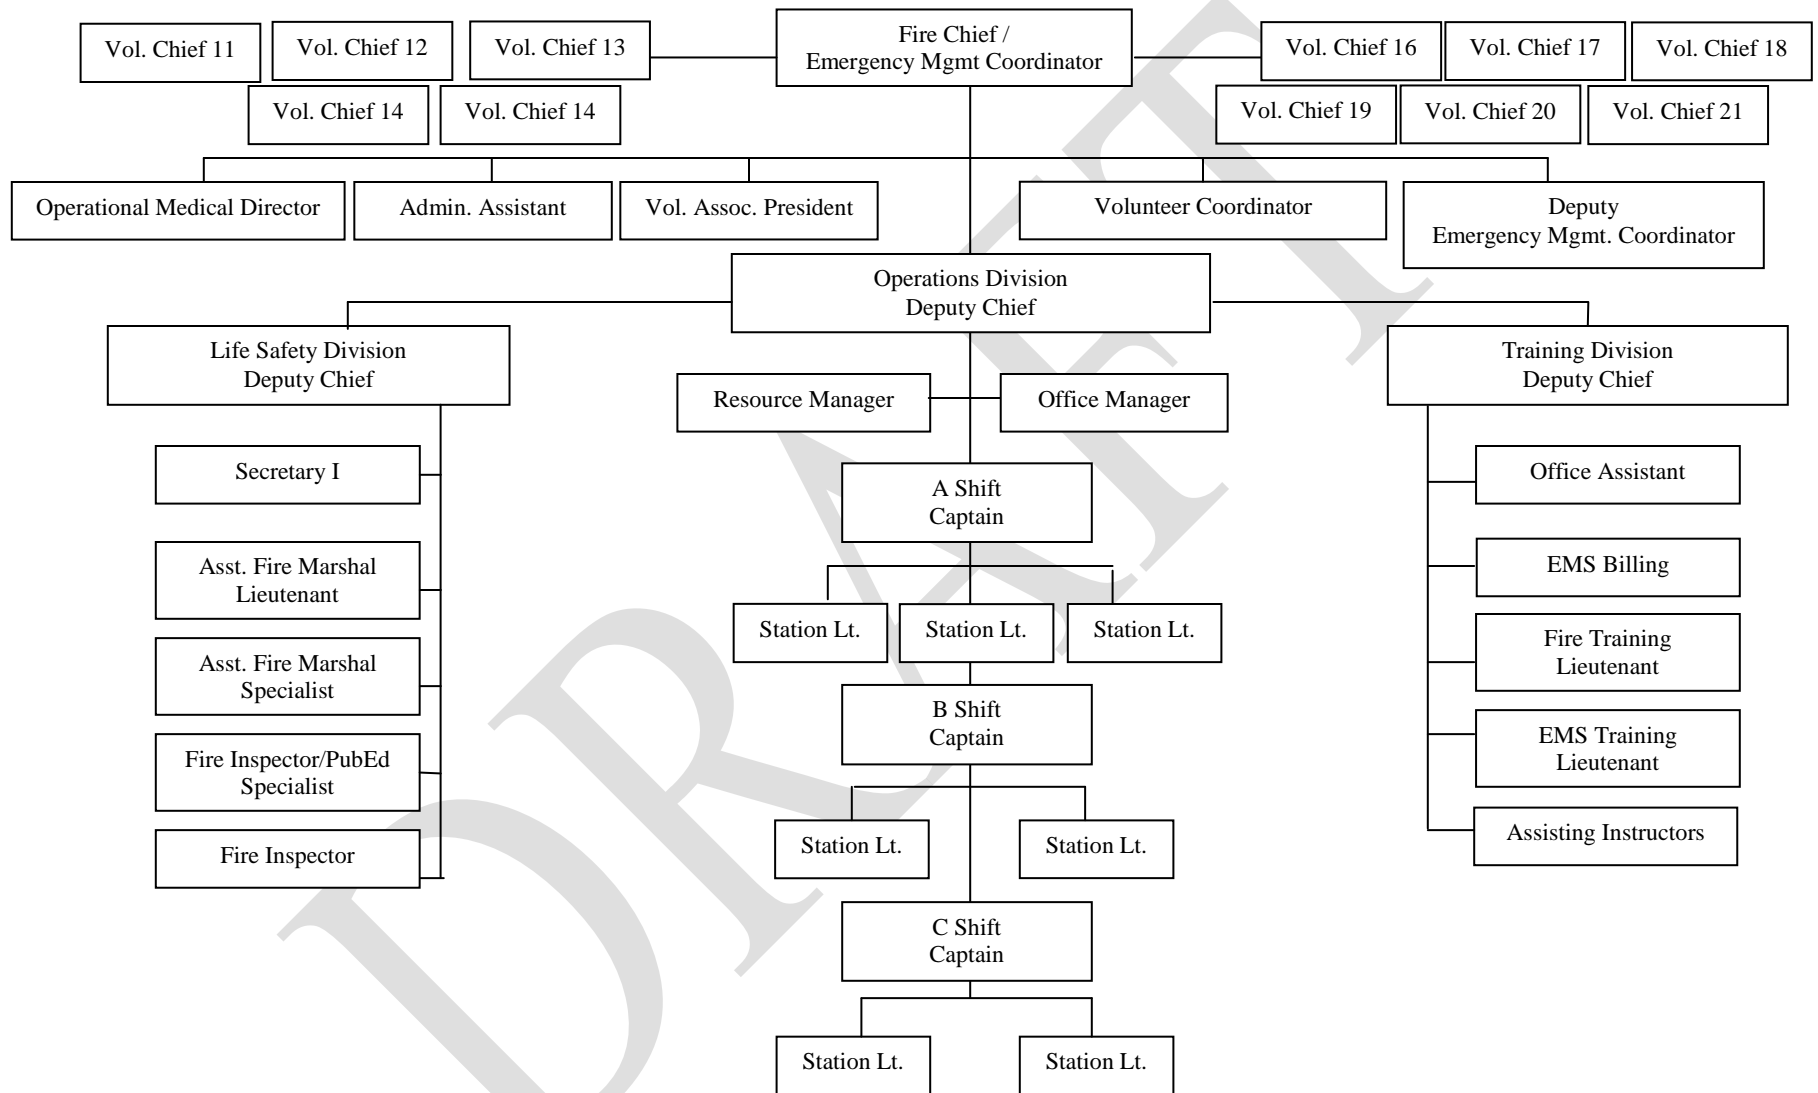 Vol. Chief 11
Vol. Chief 12
Vol. Chief 13
Fire Chief /
Emergency Mgmt Coordinator
Vol. Chief 16
Vol. Chief 17
Vol. Chief 18
Vol. Chief 14
Vol. Chief 14
Vol. Chief 19
Vol. Chief 20
Vol. Chief 21
Operational Medical Director
Admin. Assistant
Vol. Assoc. President
Volunteer Coordinator
Deputy
Emergency Mgmt. Coordinator
Operations Division
Deputy Chief
Life Safety Division
Deputy Chief
Training Division
Deputy Chief
Resource Manager
Office Manager
Secretary I
Asst. Fire Marshal
Lieutenant
Asst. Fire Marshal
Specialist
Fire Inspector/PubEd
Specialist
Fire Inspector
A Shift
Captain
Station Lt.
Station Lt.
Station Lt.
B Shift
Captain
Station Lt.
Station Lt.
C Shift
Captain
Station Lt.
Station Lt.
Office Assistant
EMS Billing
Fire Training
Lieutenant
EMS Training
Lieutenant
Assisting Instructors
DRAFT